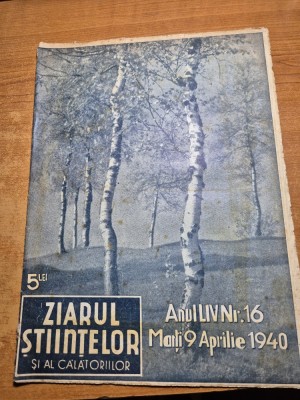 5 LEI
ZIARUL
ȘTIINȚELOR
ȘI AL CĂLĂTORIILOR
Anul LIV Nr. 16
Marți 9 Aprilie 1940